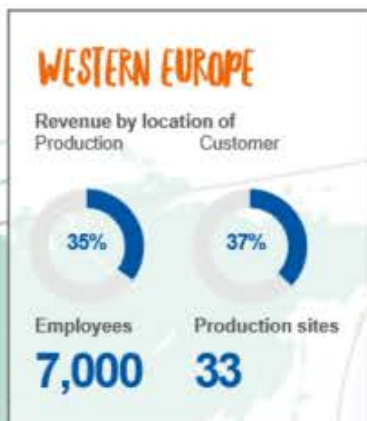 WESTERN EUROPE
Revenue by location of
Production Customer
35% 37%
Employees Production sites
7,000 33